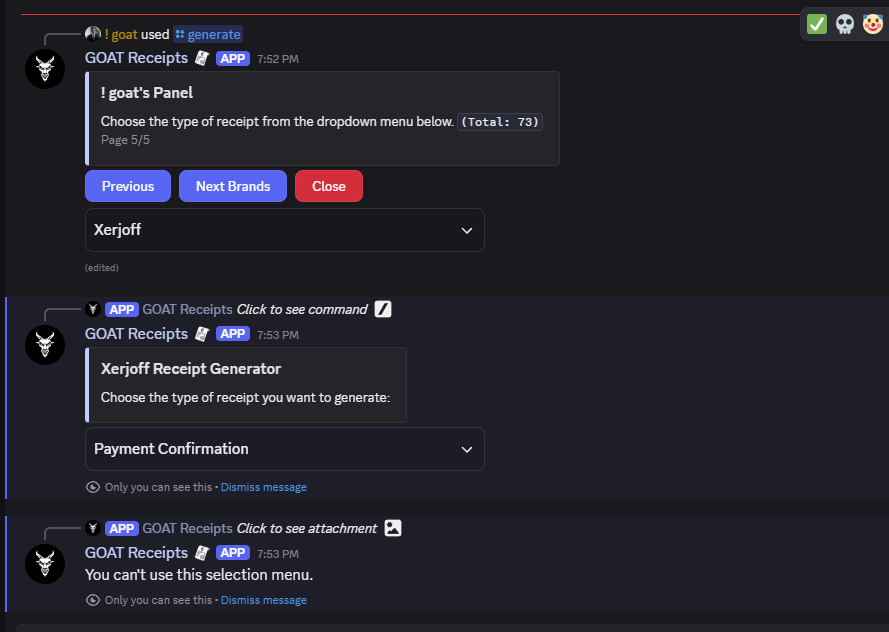 ! goat used generate
GOAT Receipts APP 7:52 PM
! goat's Panel
Choose the type of receipt from the dropdown menu below. (Total: 73)
Page 5/5
Previous Next Brands Close
Xerjoff
(edited)
APP GOAT Receipts Click to see command
GOAT Receipts APP 7:53 PM
Xerjoff Receipt Generator
Choose the type of receipt you want to generate:
Payment Confirmation
Only you can see this • Dismiss message
APP GOAT Receipts Click to see attachment
GOAT Receipts APP 7:53 PM
You can't use this selection menu.
Only you can see this • Dismiss message